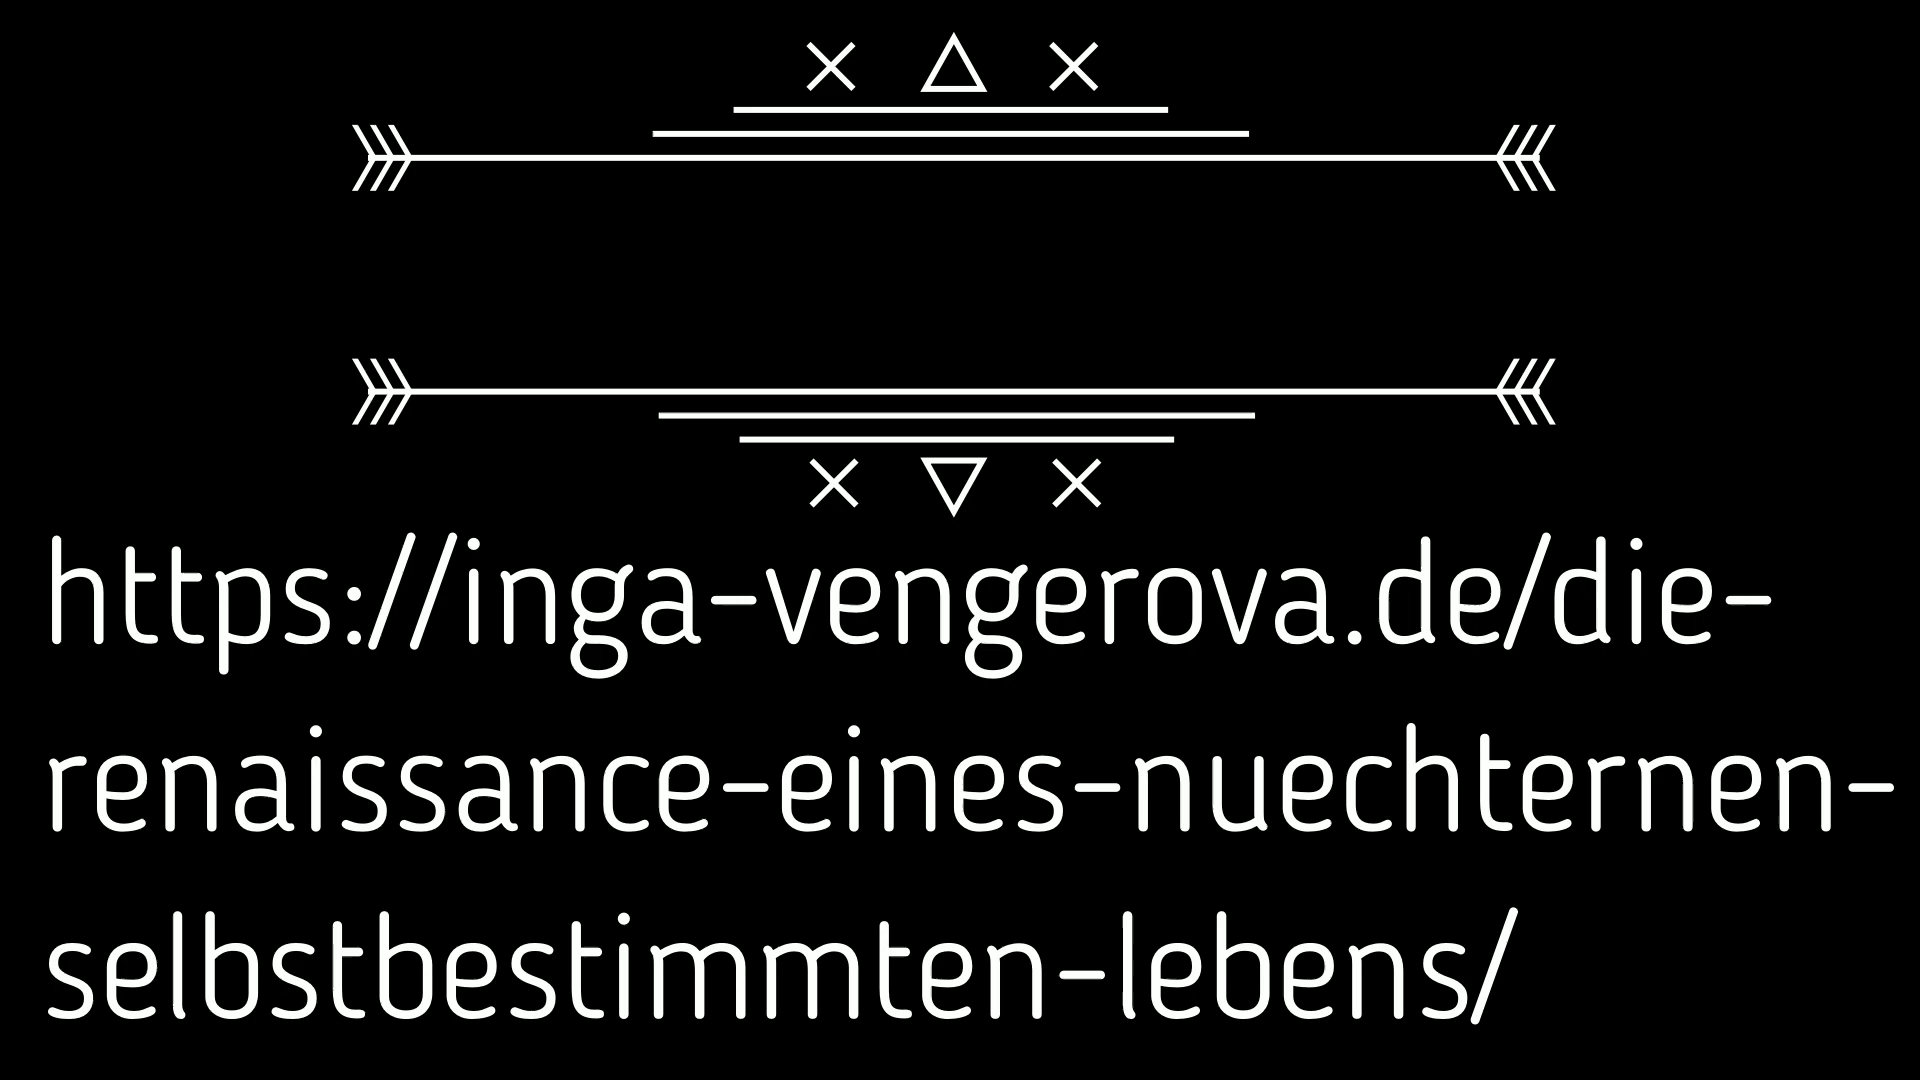 https://inga-vengerova.de/die-
renaissance-eines-nuechternen-
selbstbestimmten-lebens/